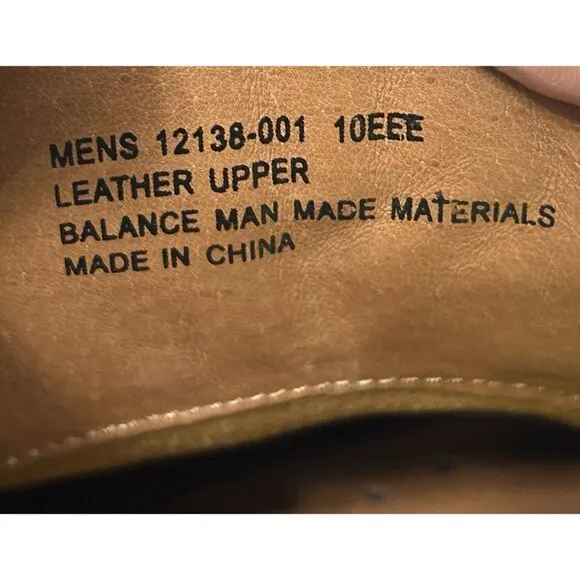 MENS 12138-001 10EEE
LEATHER UPPER
BALANCE MAN MADE MATERIALS
MADE IN CHINA